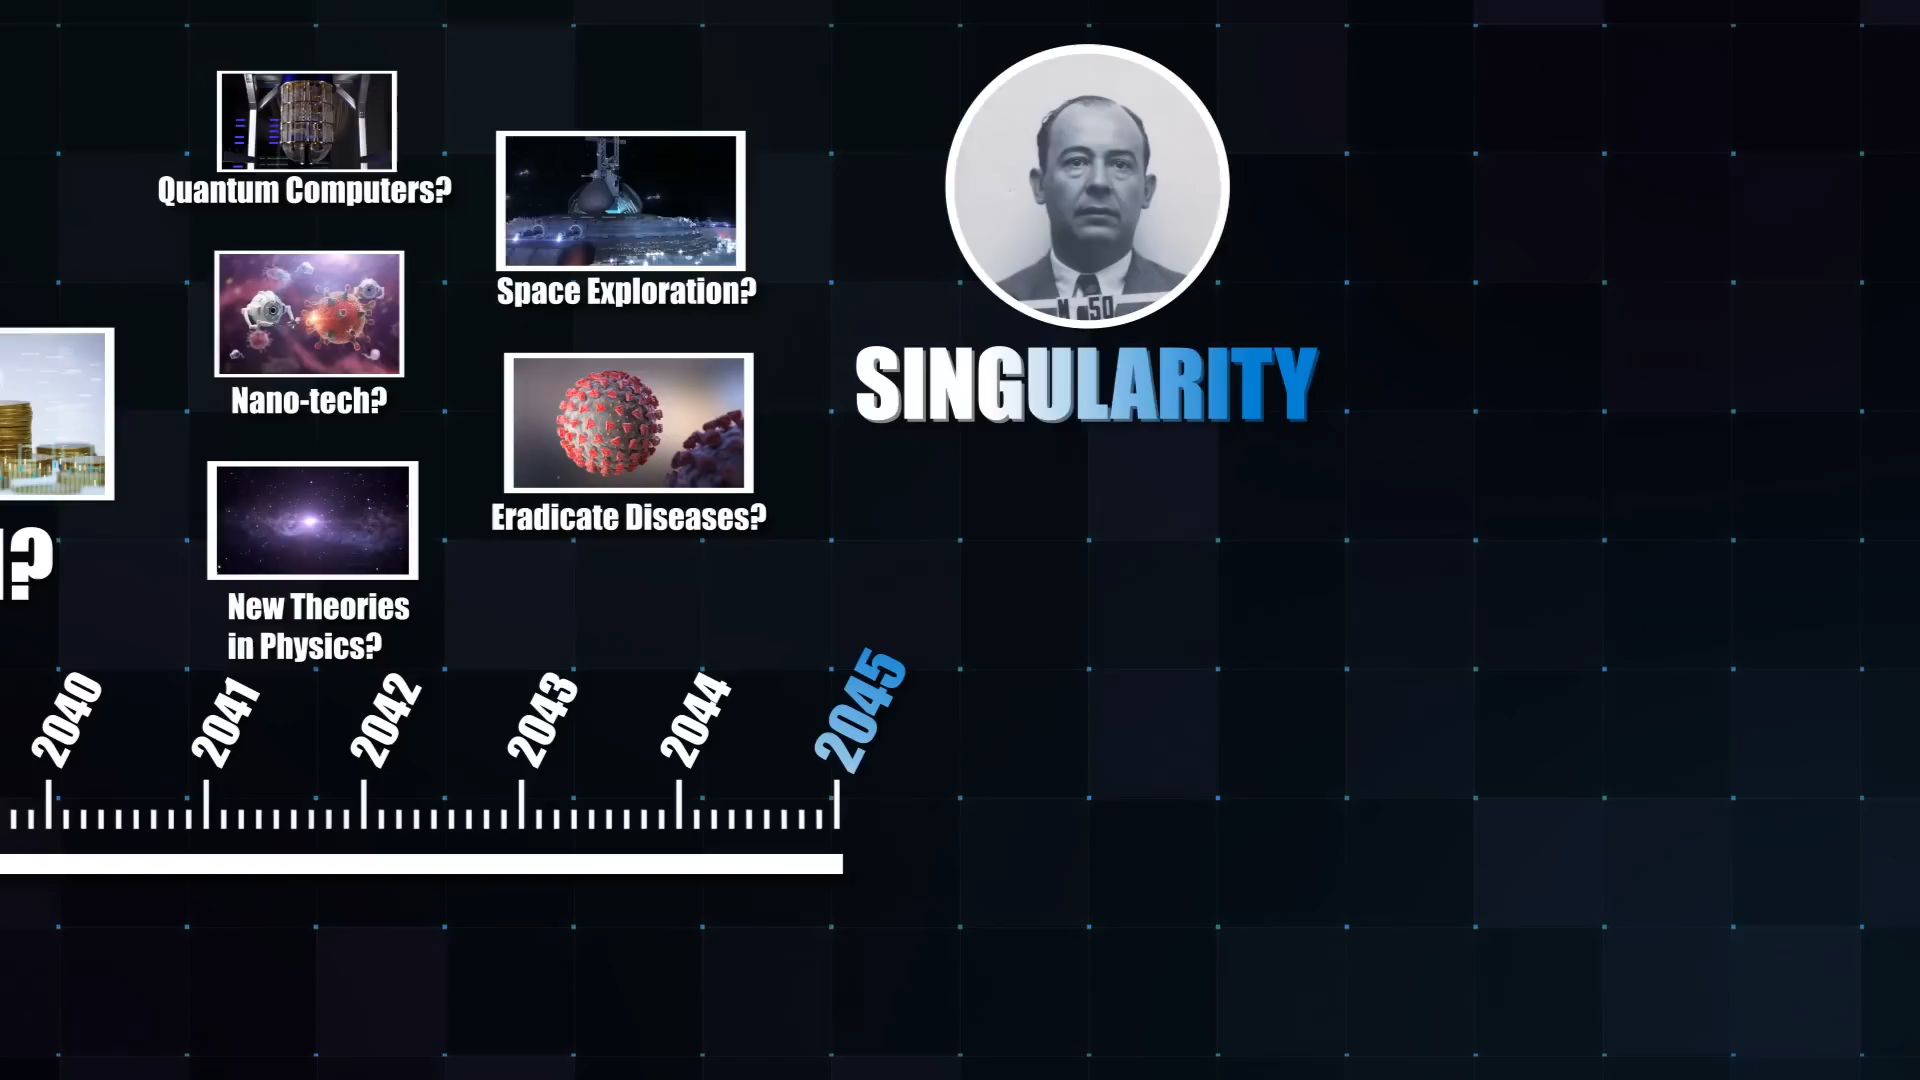 Quantum Computers?
Space Exploration?
Nano-tech?
Eradicate Diseases?
New Theories
in Physics?
SINGULARITY
50
?
2040
2041
2042
2043
2044
2045